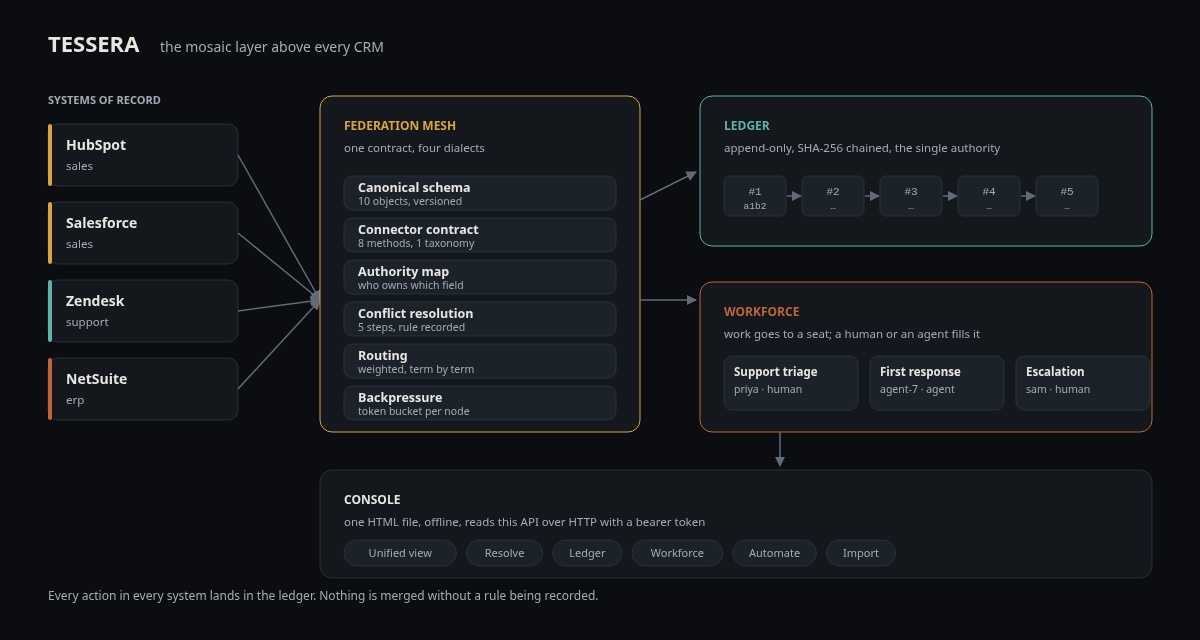 TESSERA the mosaic layer above every CRM
SYSTEMS OF RECORD
HubSpot
sales
Salesforce
sales
Zendesk
support
NetSuite
erp
FEDERATION MESH
one contract, four dialects
Canonical schema
10 objects, versioned
Connector contract
8 methods, 1 taxonomy
Authority map
who owns which field
Conflict resolution
5 steps, rule recorded
Routing
weighted, term by term
Backpressure
token bucket per node
LEDGER
append-only, SHA-256 chained, the single authority
#1 #2 #3 #4 #5
a1b2 … … … …
WORKFORCE
work goes to a seat; a human or an agent fills it
Support triage
priya · human
First response
agent-7 · agent
Escalation
sam · human
CONSOLE
one HTML file, offline, reads this API over HTTP with a bearer token
Unified view Resolve Ledger Workforce Automate Import
Every action in every system lands in the ledger. Nothing is merged without a rule being recorded.